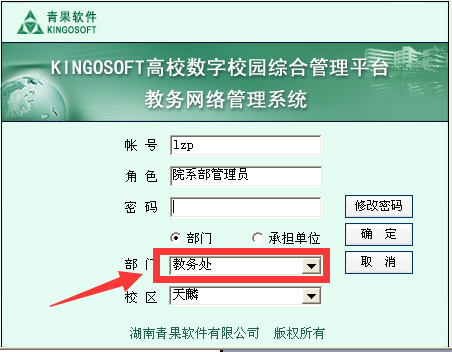 青果软件
KINGOSOFT
KINGOSOFT高校数字校园综合管理平台
教务网络管理系统
帐 号 lzp
角 色 院系部管理员
密 码 修改密码
部门 承担单位 确 定
部 门 教务处 取 消
校 区 天麟
湖南青果软件有限公司 版权所有